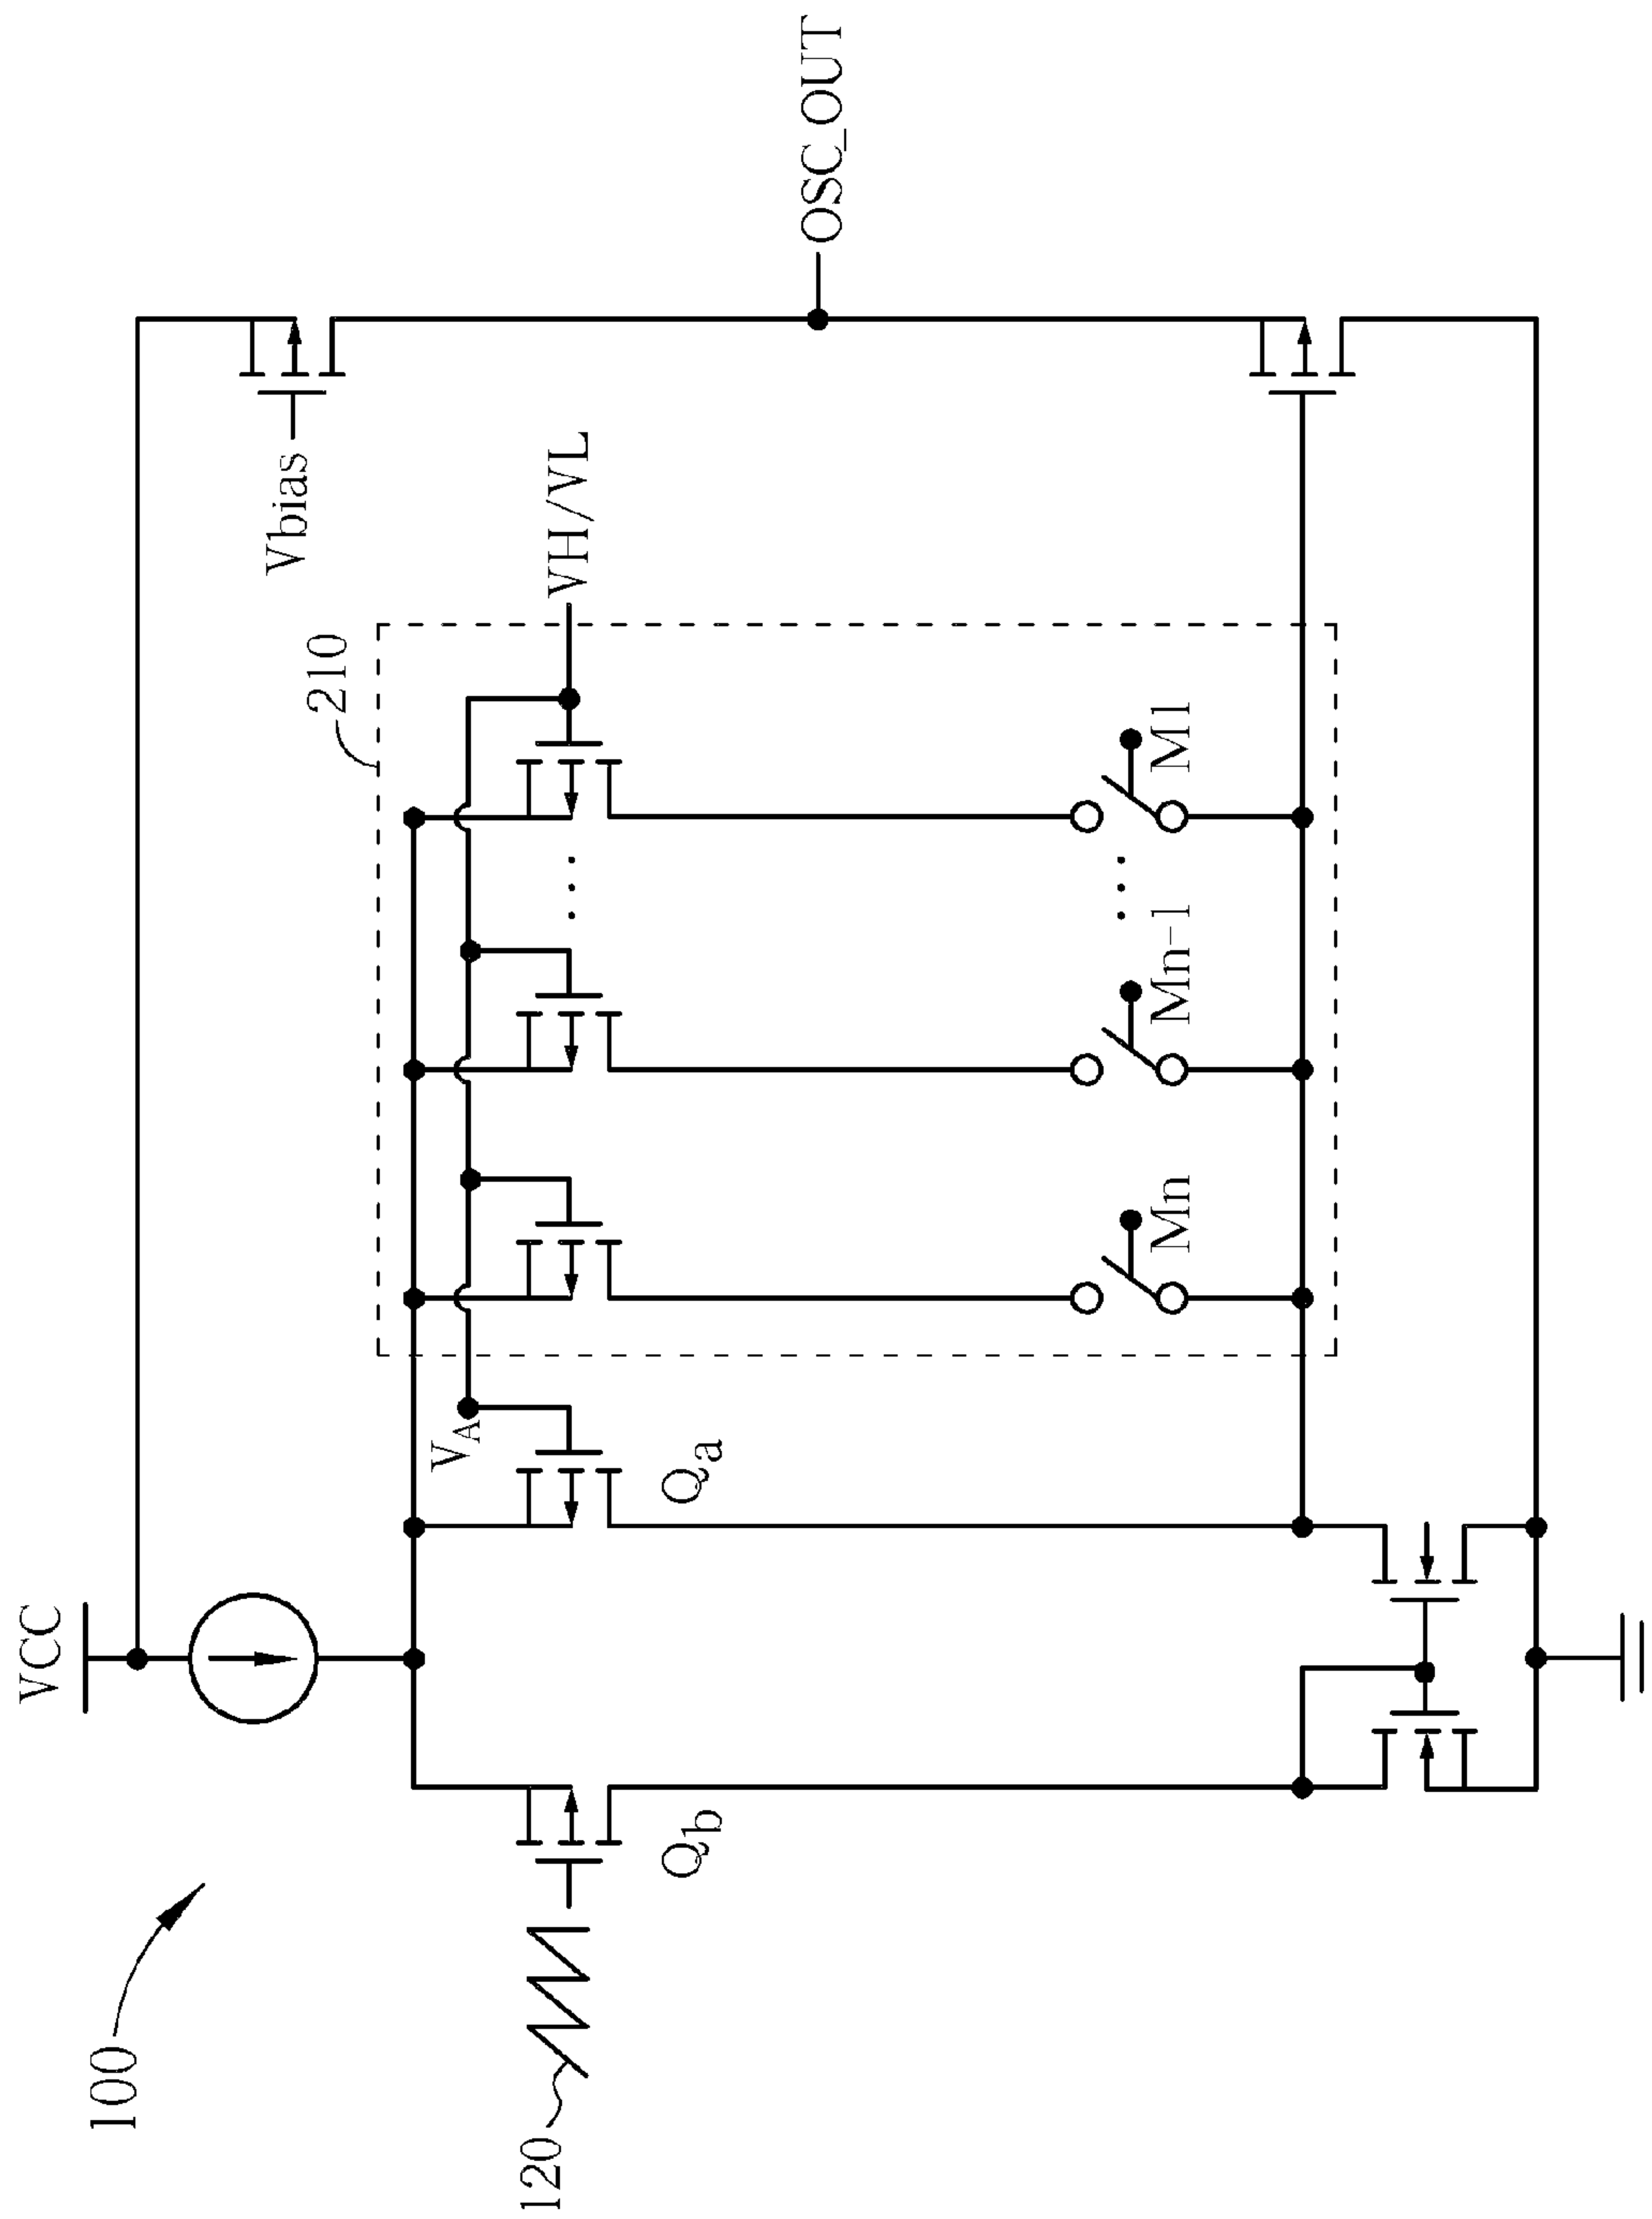 100
VCC
Vbias
210
VH/VL
OSC_OUT
VA
120
Qb
Qa
Mn
Mn-1
M1